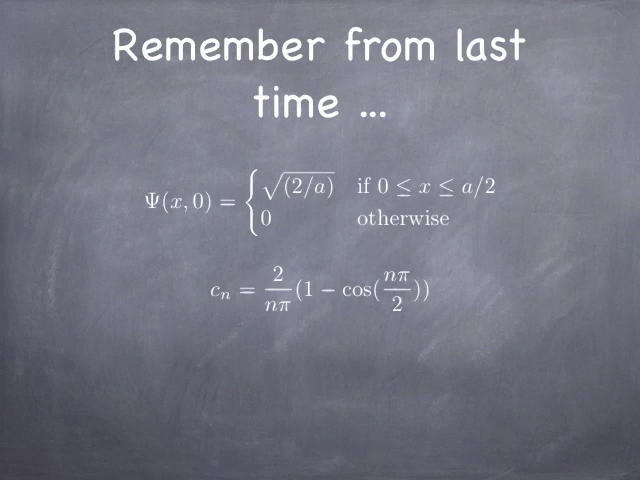 Remember from last
time ...
Ψ(x, 0) = { √(2/a) if 0 ≤ x ≤ a/2
0 otherwise
c_n = 2/nπ (1 − cos(nπ/2))